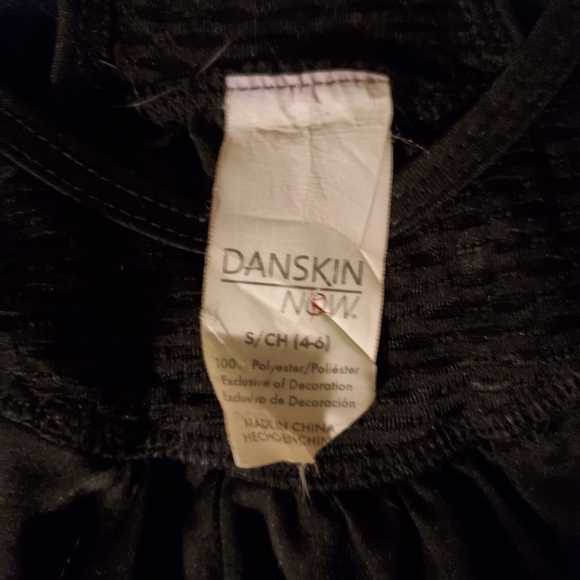 DANSKIN
NOW.
S/CH (4-6)
100% Polyester/Poliéster
Exclusive of Decoration
Exclusivo de Decoración
MADE IN CHINA
HECHO EN CHINA